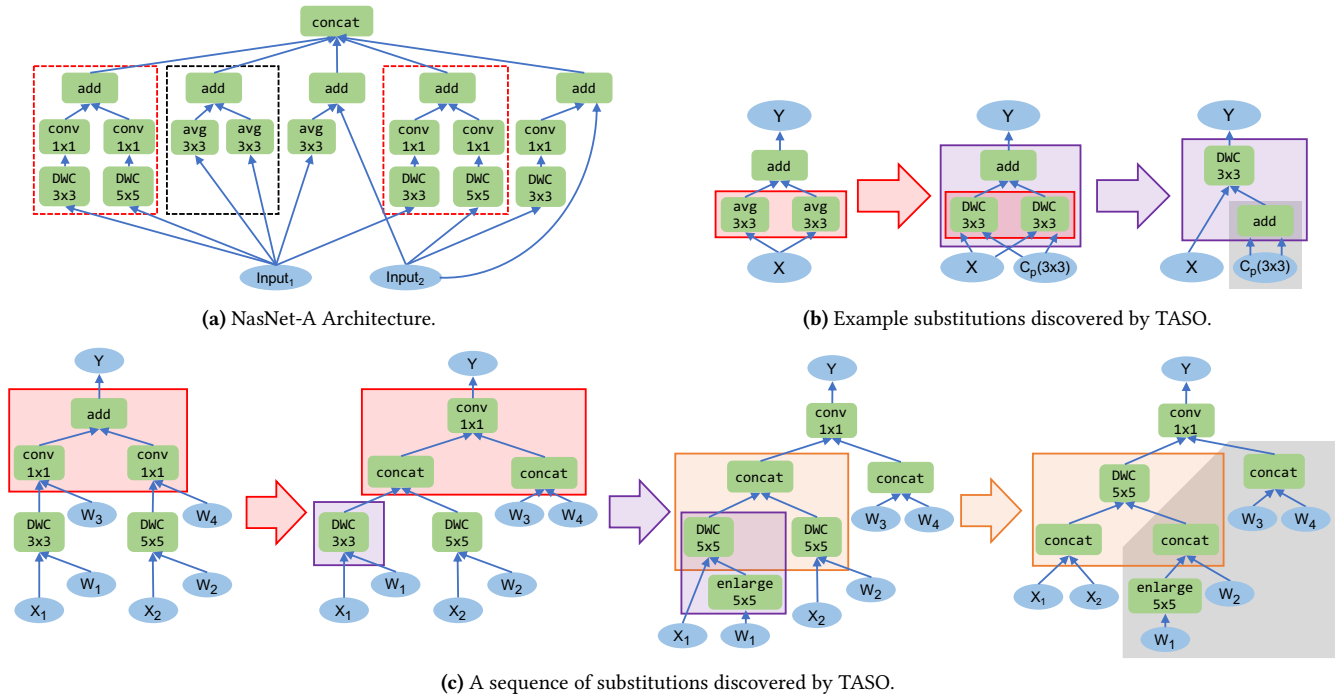 concat
add
add
add
add
add
conv
1x1
conv
1x1
avg
3x3
avg
3x3
avg
3x3
conv
1x1
conv
1x1
conv
1x1
DWC
3x3
DWC
5x5
DWC
3x3
DWC
5x5
DWC
3x3
Input₁
Input₂
(a) NasNet-A Architecture.
Y
add
avg
3x3
avg
3x3
X
Y
add
DWC
3x3
DWC
3x3
X
Cₚ(3x3)
Y
DWC
3x3
add
X
Cₚ(3x3)
(b) Example substitutions discovered by TASO.
Y
add
conv
1x1
conv
1x1
W₃
W₄
DWC
3x3
DWC
5x5
W₁
W₂
X₁
X₂
Y
conv
1x1
concat
concat
W₃
W₄
DWC
3x3
DWC
5x5
W₁
W₂
X₁
X₂
Y
conv
1x1
concat
concat
W₃
W₄
DWC
5x5
DWC
5x5
enlarge
5x5
W₂
X₁
W₁
X₂
Y
conv
1x1
DWC
5x5
concat
W₃
W₄
concat
concat
X₁
X₂
enlarge
5x5
W₂
W₁
(c) A sequence of substitutions discovered by TASO.